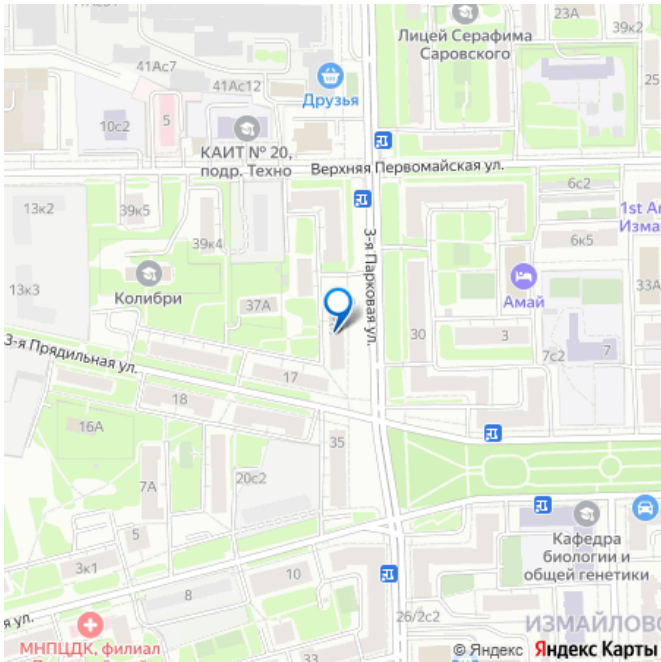 Лицей Серафима
Саровского
23А
39к2
41Ас7
41Ас12
Друзья
25
10с2
5
КАИТ № 20,
подр. Техно
Верхняя Первомайская ул.
6с2
13к2
39к5
39к4
3-я Парковая ул.
1st Ar
Изма
6к5
13к3
Колибри
37А
Амай
33А
3-я Прядильная ул.
30
3
7с2
7
17
18
16А
35
7А
20с2
5
3к1
10
8
Кафедра
биологии и
общей генетики
я ул.
26/2с2
ИЗМАЙЛОВО
МНПЦДК, филиал
33
© Яндекс Яндекс Карты